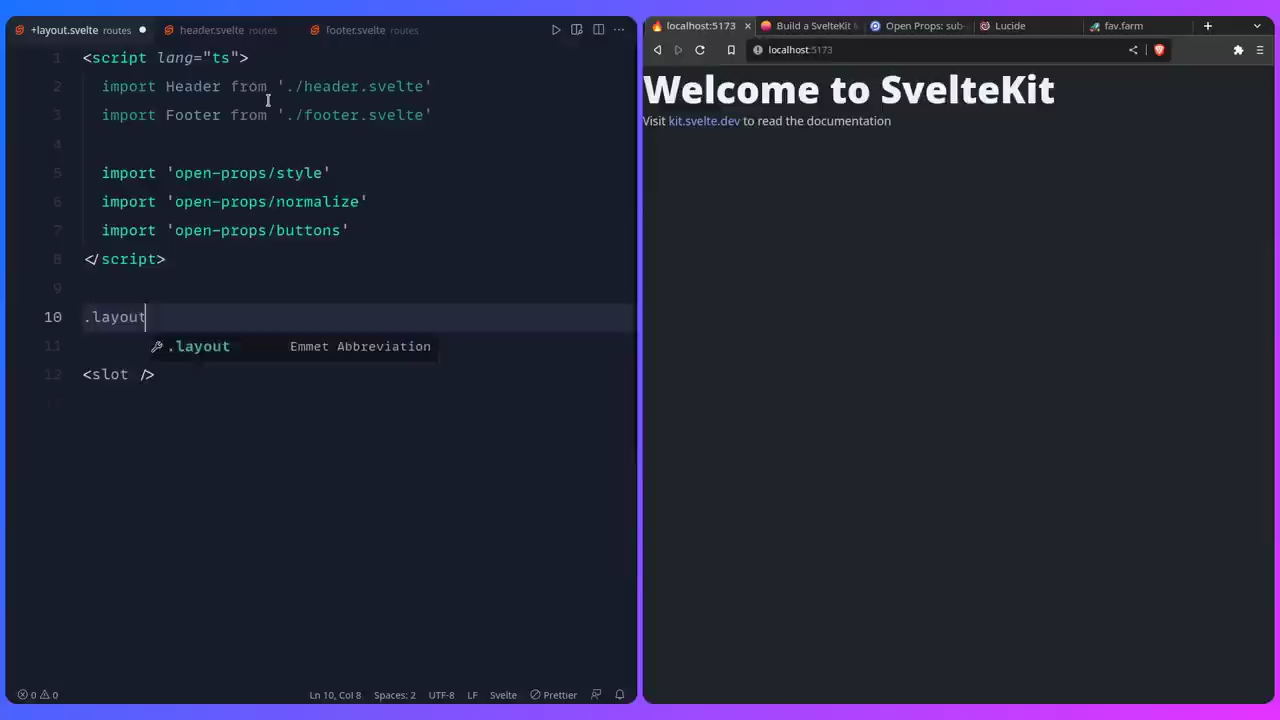 +layout.svelte routes
header.svelte routes
footer.svelte routes
1 <script lang="ts">
2 import Header from './header.svelte'
3 import Footer from './footer.svelte'
4
5 import 'open-props/style'
6 import 'open-props/normalize'
7 import 'open-props/buttons'
8 </script>
9
10 .layout
11 .layout Emmet Abbreviation
12 <slot />
0 0 Ln 10, Col 8 Spaces: 2 UTF-8 LF Svelte Prettier
localhost:5173
Build a SvelteKit
Open Props: sub-
Lucide
fav.farm
localhost:5173
Welcome to SvelteKit
Visit kit.svelte.dev to read the documentation